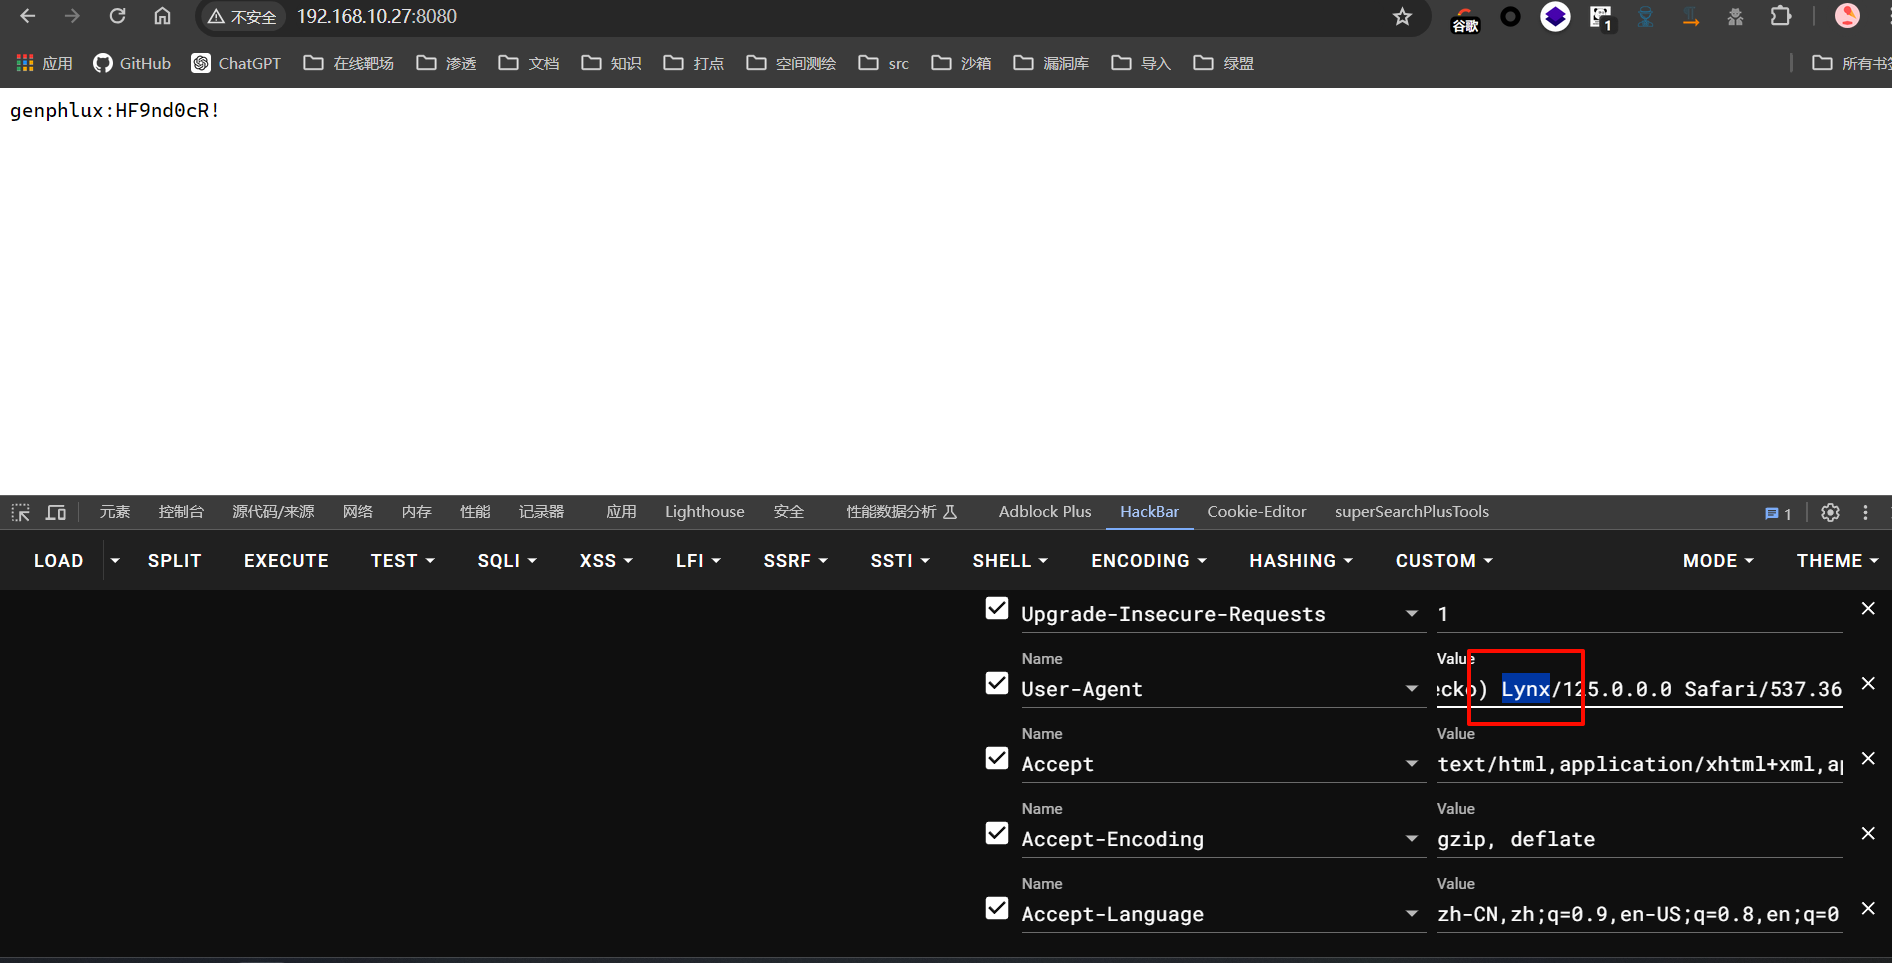 不安全 192.168.10.27:8080 谷歌 1
应用 GitHub ChatGPT 在线靶场 渗透 文档 知识 打点 空间测绘 src 沙箱 漏洞库 导入 绿盟 所有书签
genphlux:HF9nd0cR!
元素 控制台 源代码/来源 网络 内存 性能 记录器 应用 Lighthouse 安全 性能数据分析 Adblock Plus HackBar Cookie-Editor superSearchPlusTools 1
LOAD SPLIT EXECUTE TEST SQLI XSS LFI SSRF SSTI SHELL ENCODING HASHING CUSTOM MODE THEME
Upgrade-Insecure-Requests 1
Name Value
User-Agent ecko) Lynx/125.0.0.0 Safari/537.36
Name Value
Accept text/html,application/xhtml+xml,ap
Name Value
Accept-Encoding gzip, deflate
Name Value
Accept-Language zh-CN,zh;q=0.9,en-US;q=0.8,en;q=0